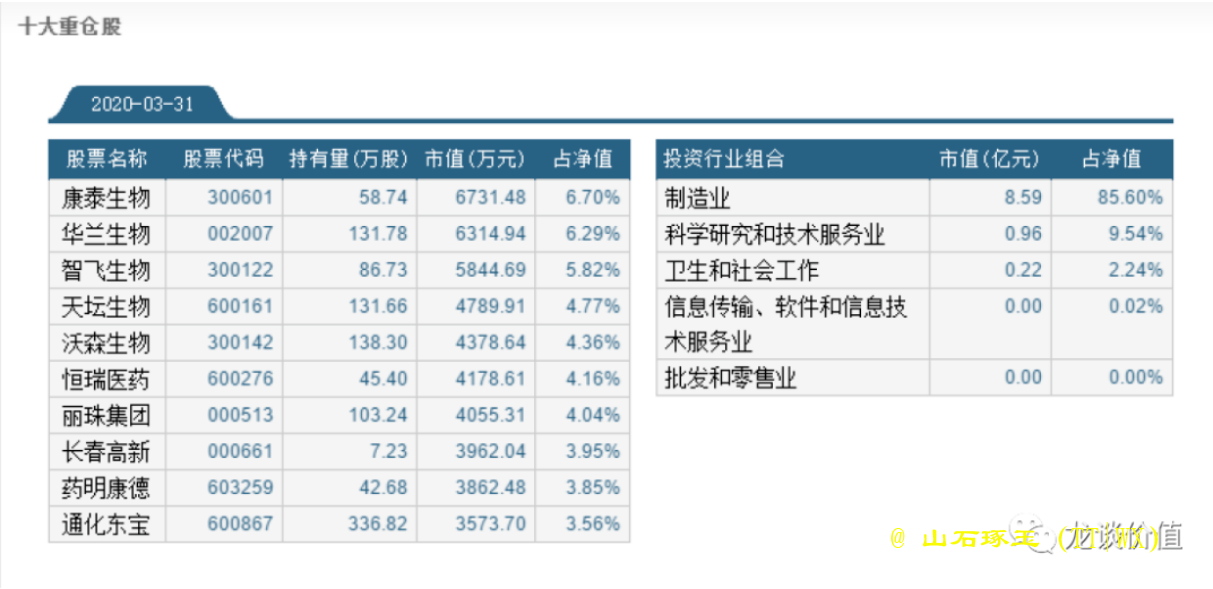 十大重仓股
2020-03-31
股票名称 股票代码 持有量(万股) 市值(万元) 占净值
康泰生物 300601 58.74 6731.48 6.70%
华兰生物 002007 131.78 6314.94 6.29%
智飞生物 300122 86.73 5844.69 5.82%
天坛生物 600161 131.66 4789.91 4.77%
沃森生物 300142 138.30 4378.64 4.36%
恒瑞医药 600276 45.40 4178.61 4.16%
丽珠集团 000513 103.24 4055.31 4.04%
长春高新 000661 7.23 3962.04 3.95%
药明康德 603259 42.68 3862.48 3.85%
通化东宝 600867 336.82 3573.70 3.56%
投资行业组合 市值(亿元) 占净值
制造业 8.59 85.60%
科学研究和技术服务业 0.96 9.54%
卫生和社会工作 0.22 2.24%
信息传输、软件和信息技 0.00 0.02%
术服务业
批发和零售业 0.00 0.00%
@ 山石琢玉
龙谈价值